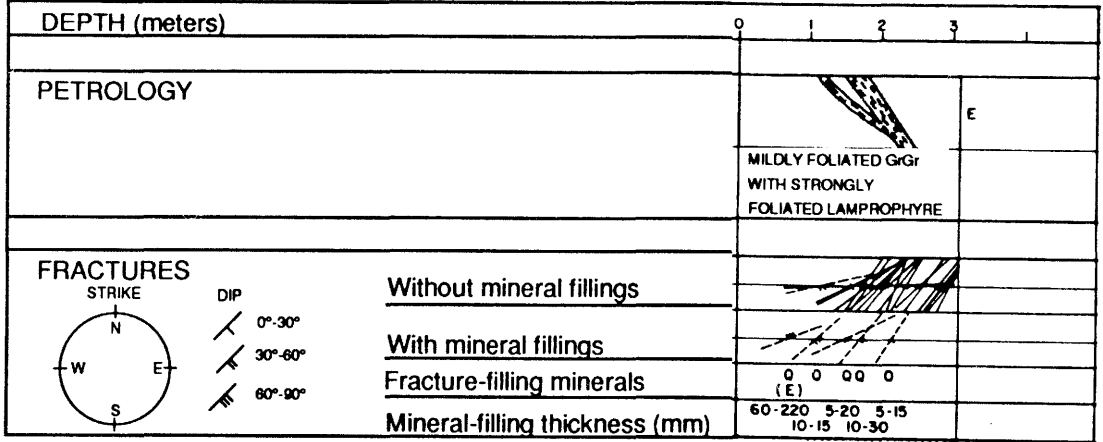 DEPTH (meters)
0 1 2 3
PETROLOGY
E
MILDLY FOLIATED GrGr
WITH STRONGLY
FOLIATED LAMPROPHYRE
FRACTURES
STRIKE
N
W E
S
DIP
0°-30°
30°-60°
60°-90°
Without mineral fillings
With mineral fillings
Fracture-filling minerals
Q Q QQ Q
(E)
Mineral-filling thickness (mm)
60-220 5-20 5-15
10-15 10-30